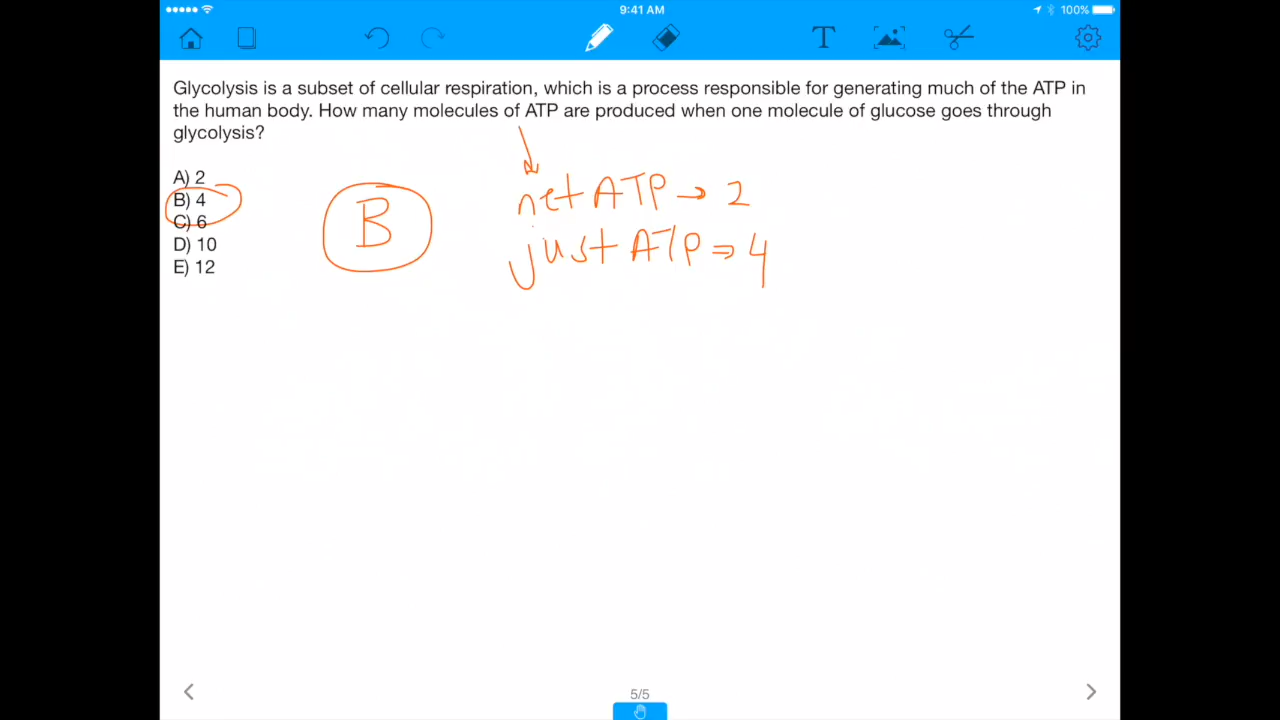 9:41 AM
100%
T
Glycolysis is a subset of cellular respiration, which is a process responsible for generating much of the ATP in
the human body. How many molecules of ATP are produced when one molecule of glucose goes through
glycolysis?
A) 2
B) 4
C) 6
D) 10
E) 12
B
net ATP → 2
just ATP ⇒ 4
5/5